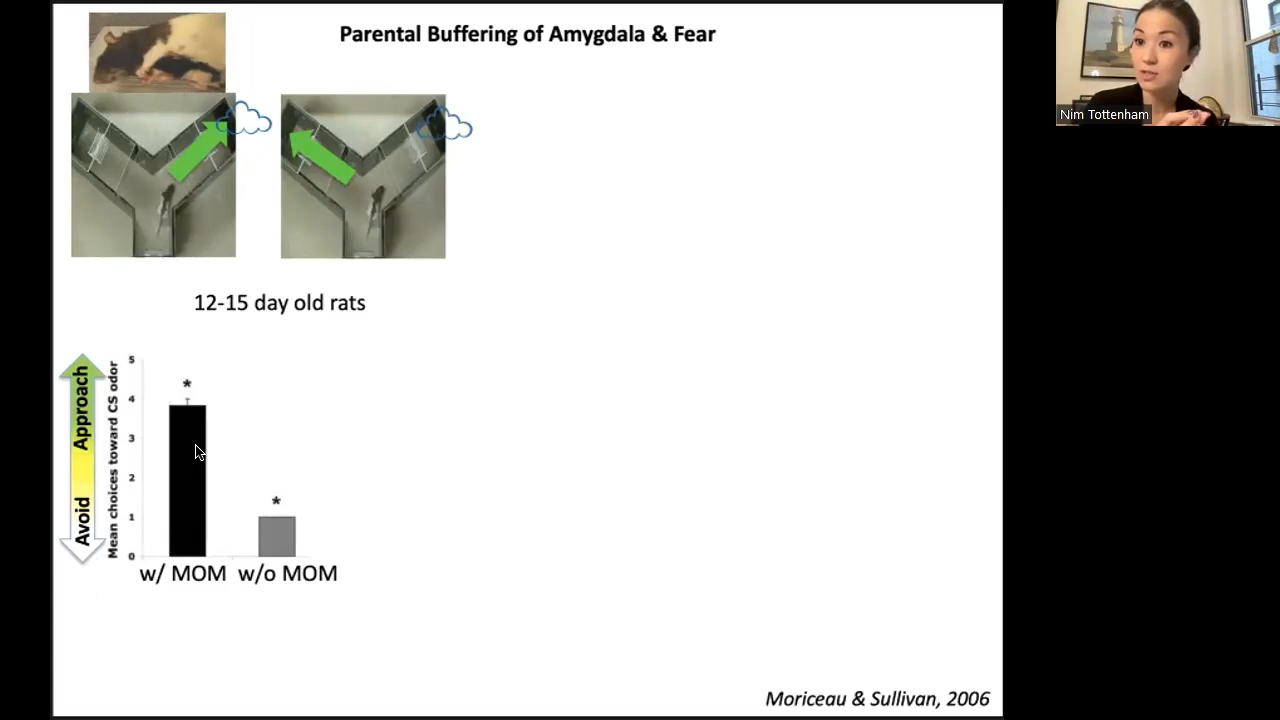 Parental Buffering of Amygdala & Fear
Nim Tottenham
12-15 day old rats
Avoid Approach
Mean choices toward CS odor
5
4
3
2
1
0
*
*
w/ MOM w/o MOM
Moriceau & Sullivan, 2006